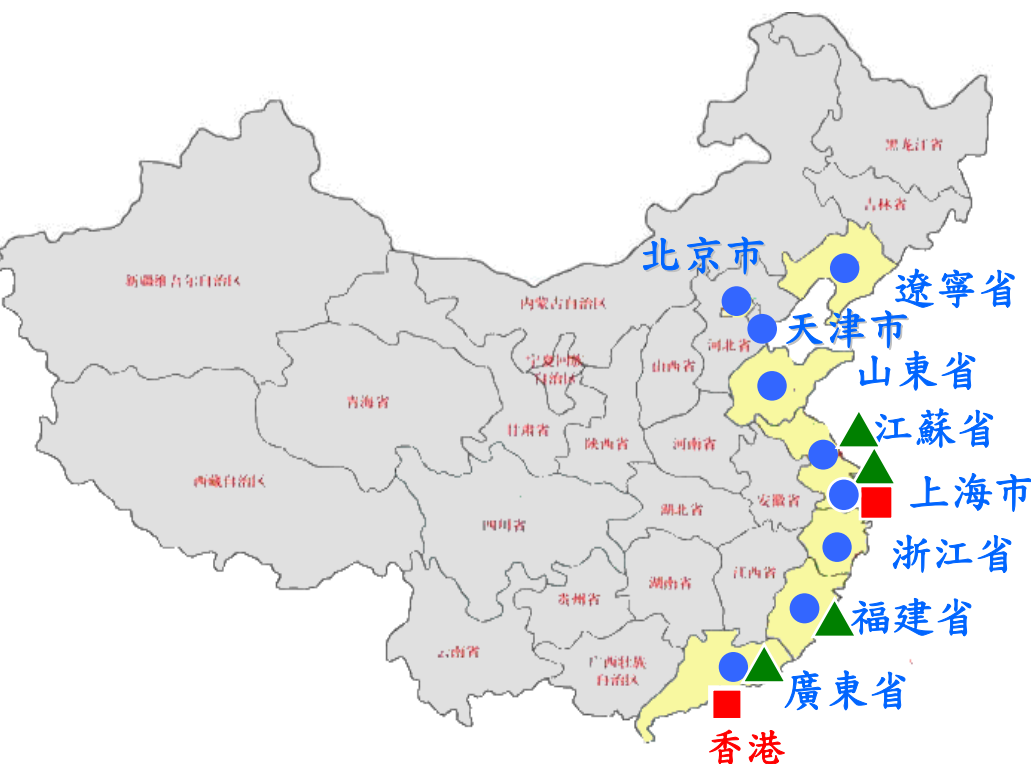 黑龙江省
吉林省
北京市
新疆维吾尔自治区
辽寧省
内蒙古自治区
天津市
河北省
宁夏回族
自治区
山西省
山東省
青海省
甘肃省
陕西省
河南省
江蘇省
西藏自治区
上海市
安徽省
湖北省
四川省
浙江省
江西省
湖南省
贵州省
福建省
云南省
广西壮族
自治区
廣東省
香港